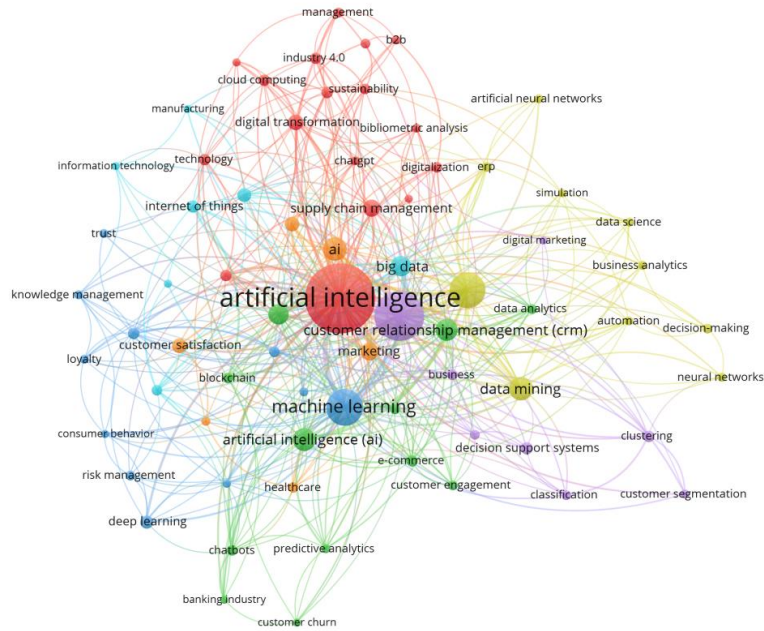 management
b2b
industry 4.0
cloud computing
sustainability
artificial neural networks
manufacturing
digital transformation
bibliometric analysis
technology
chatgpt
digitalization
erp
information technology
internet of things
supply chain management
simulation
data science
trust
ai
digital marketing
big data
business analytics
knowledge management
artificial intelligence
data analytics
customer relationship management (crm)
automation
decision-making
customer satisfaction
marketing
loyalty
blockchain
business
data mining
neural networks
machine learning
consumer behavior
artificial intelligence (ai)
decision support systems
clustering
e-commerce
risk management
healthcare
customer engagement
classification
customer segmentation
deep learning
chatbots
predictive analytics
banking industry
customer churn